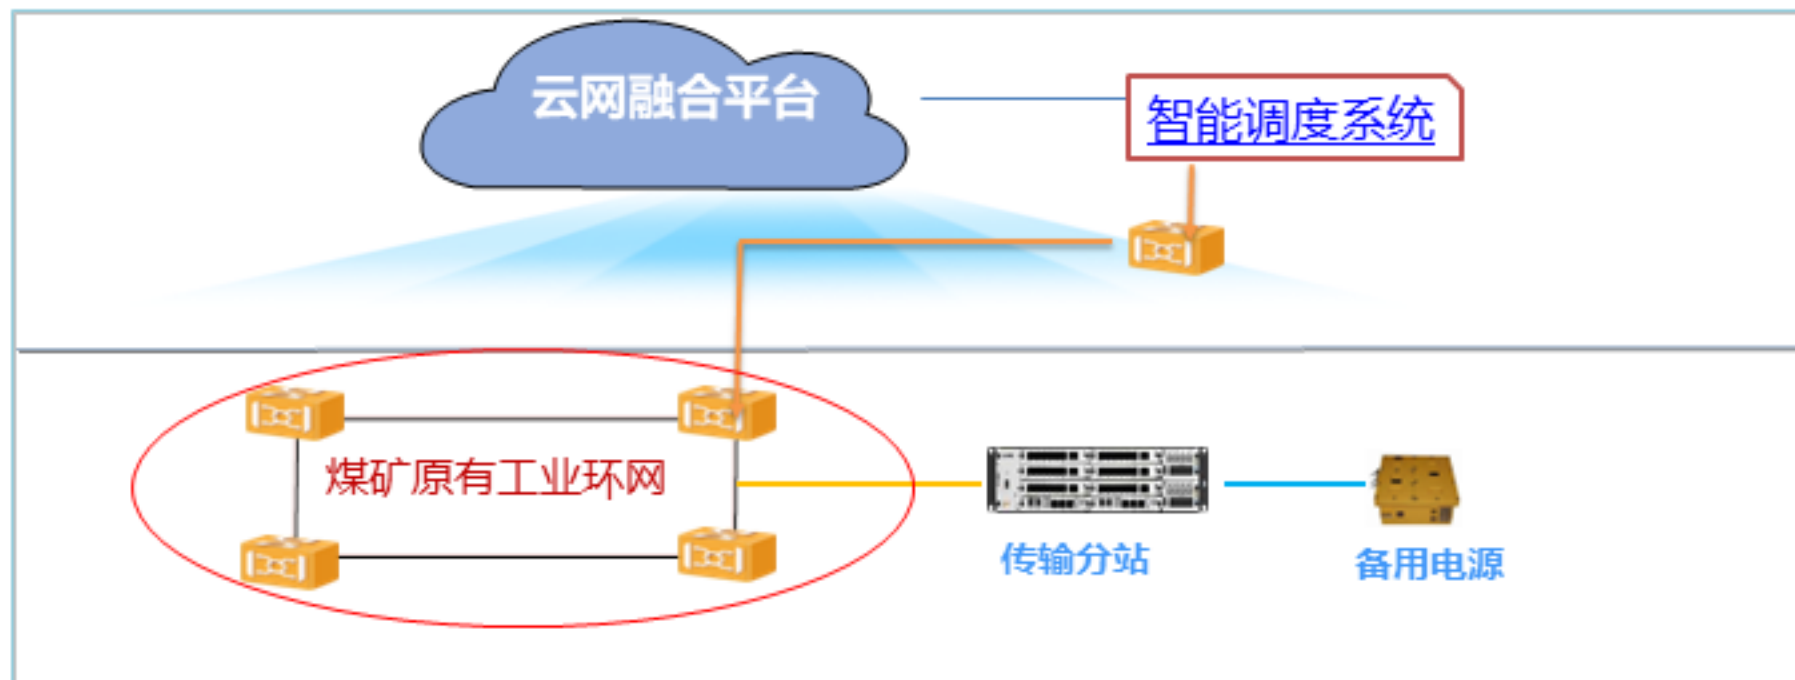 云网融合平台
智能调度系统
煤矿原有工业环网
传输分站
备用电源